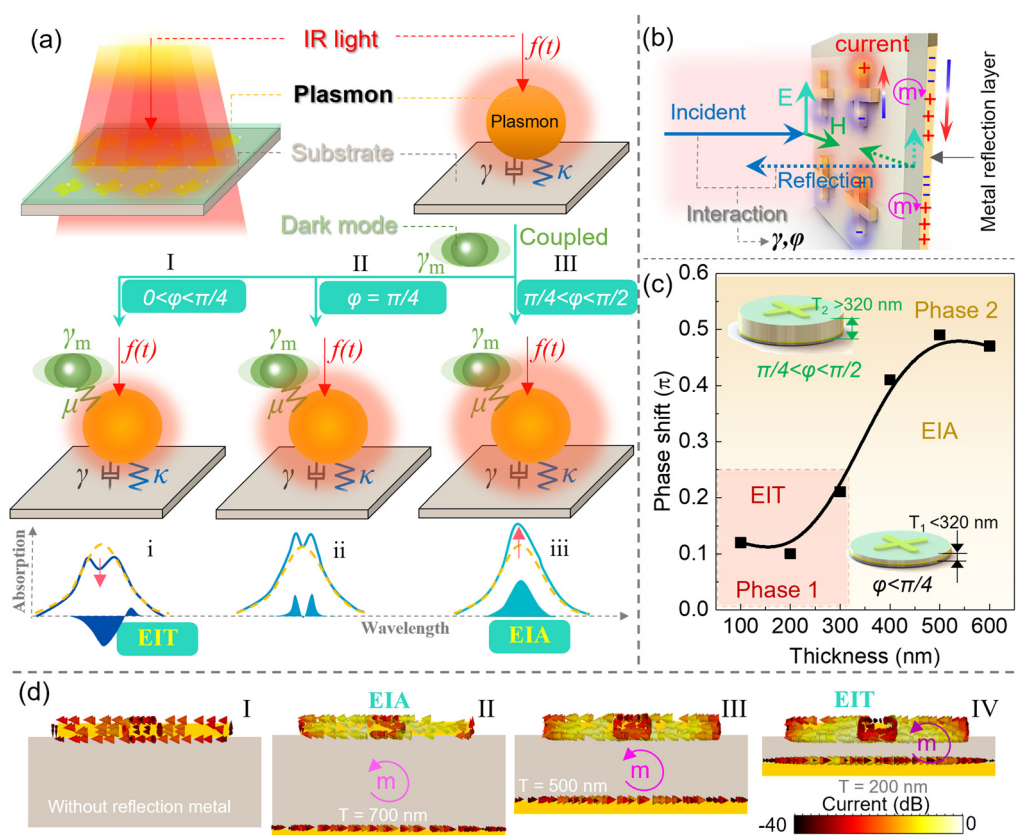 (a)
IR light
f(t)
Plasmon
Plasmon
Substrate
γ
κ
Dark mode
γm
Coupled
I
II
III
0<φ<π/4
φ = π/4
π/4<φ<π/2
γm
f(t)
μ
γ
κ
γm
f(t)
μ
γ
κ
γm
f(t)
μ
γ
κ
Absorption
i
ii
iii
EIT
Wavelength
EIA
(b)
current
+
-
+
-
E
H
Incident
Reflection
Interaction
γ,φ
m
m
Metal reflection layer
(c)
0.6
0.5
0.4
0.3
0.2
0.1
0.0
Phase shift (π)
T2 >320 nm
Phase 2
π/4<φ<π/2
EIA
EIT
Phase 1
T1 <320 nm
φ<π/4
100 200 300 400 500 600
Thickness (nm)
(d)
I
Without reflection metal
EIA
II
m
T = 700 nm
III
T = 500 nm
EIT
IV
m
T = 200 nm
Current (dB)
-40
0